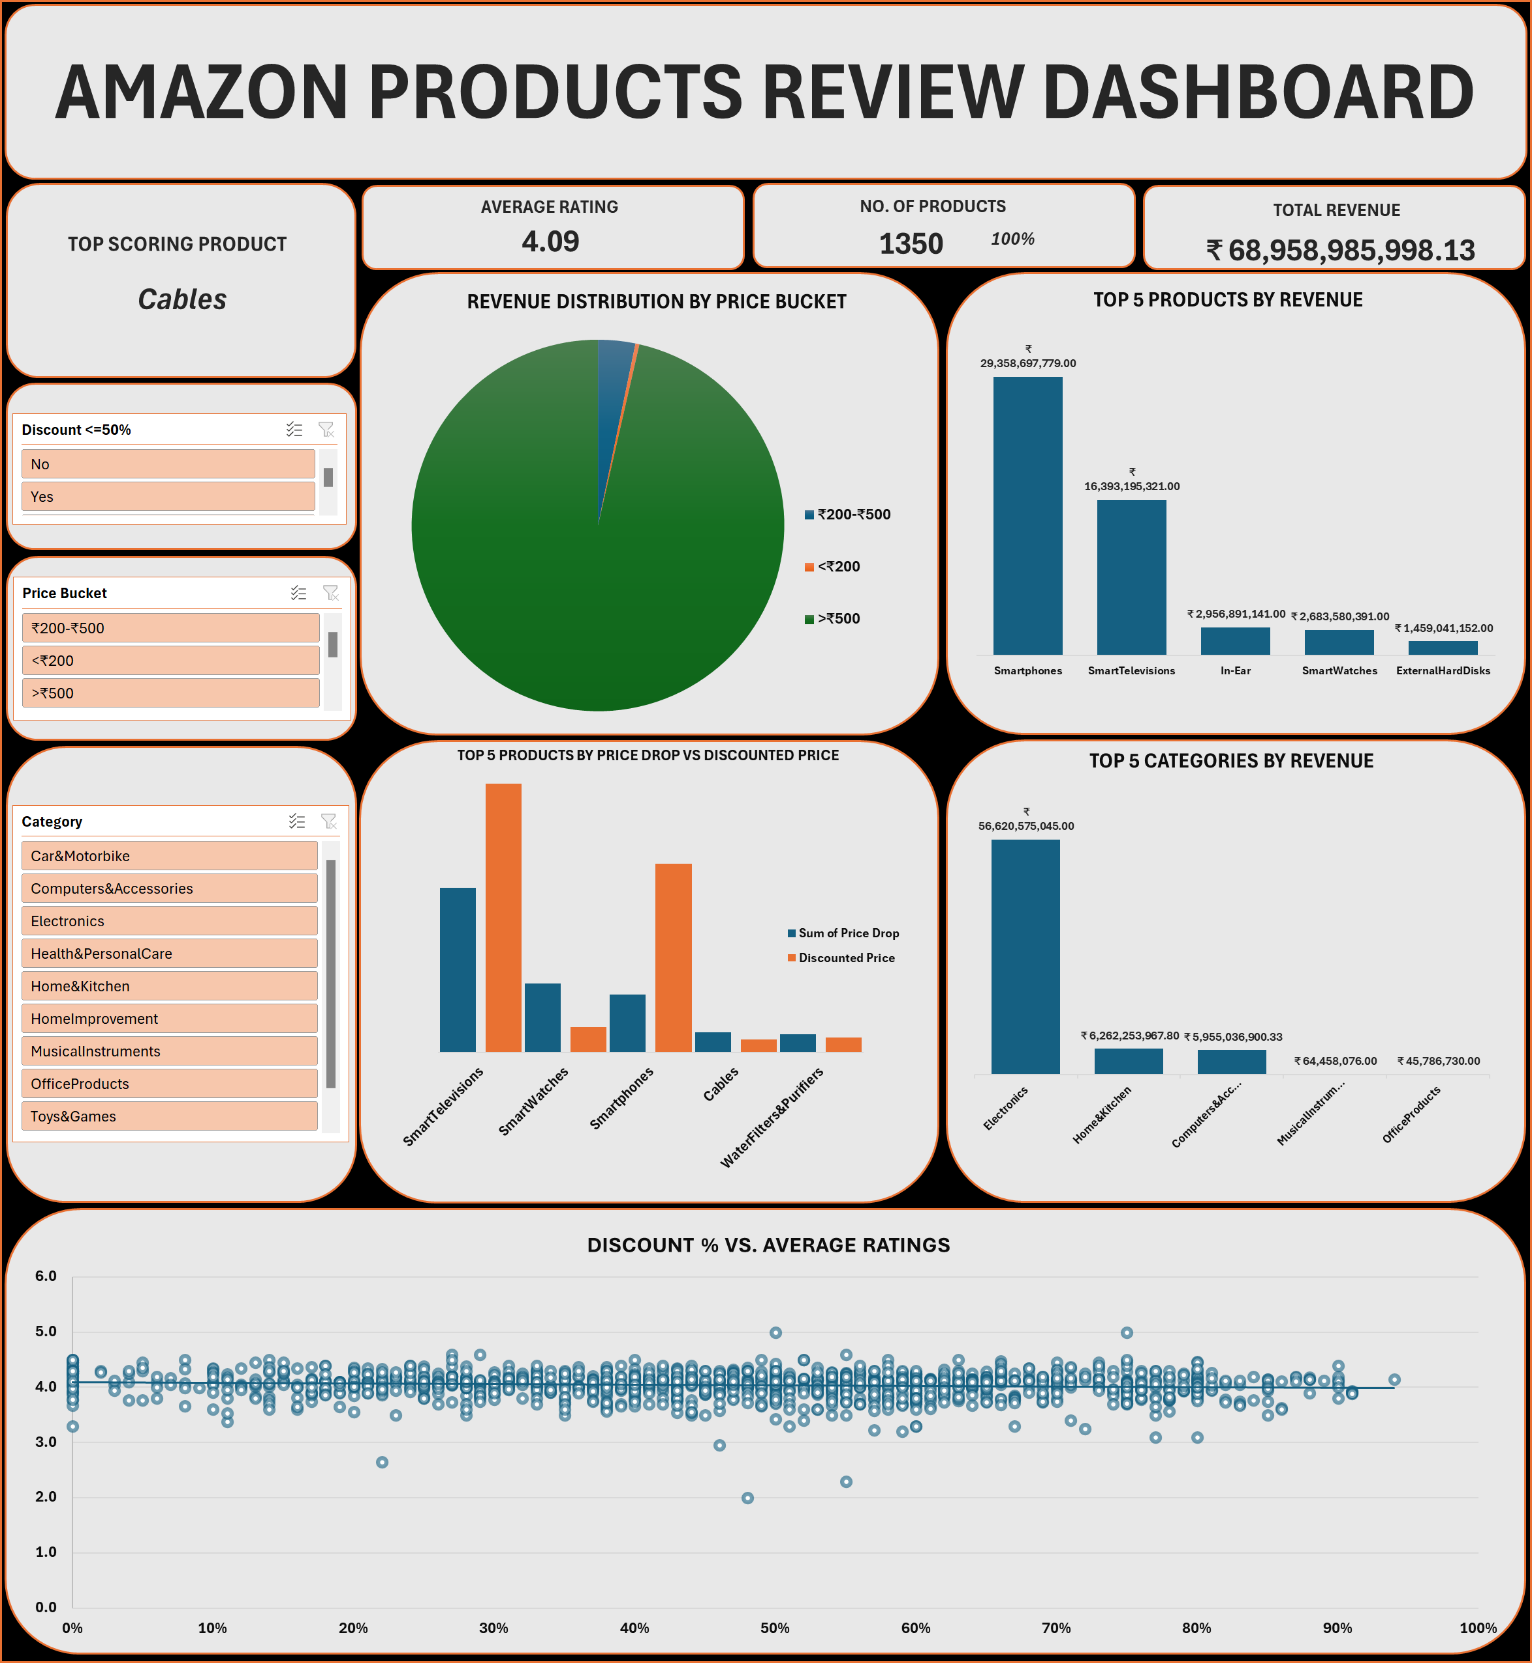 AMAZON PRODUCTS REVIEW DASHBOARD
TOP SCORING PRODUCT
Cables
AVERAGE RATING
4.09
NO. OF PRODUCTS
1350 100%
TOTAL REVENUE
₹ 68,958,985,998.13
Discount <=50%
No
Yes
Price Bucket
₹200-₹500
<₹200
>₹500
Category
Car&Motorbike
Computers&Accessories
Electronics
Health&PersonalCare
Home&Kitchen
HomeImprovement
MusicalInstruments
OfficeProducts
Toys&Games
REVENUE DISTRIBUTION BY PRICE BUCKET
₹200-₹500
<₹200
>₹500
TOP 5 PRODUCTS BY REVENUE
₹
29,358,697,779.00
₹
16,393,195,321.00
₹ 2,956,891,141.00
₹ 2,683,580,391.00
₹ 1,459,041,152.00
Smartphones
SmartTelevisions
In-Ear
SmartWatches
ExternalHardDisks
TOP 5 PRODUCTS BY PRICE DROP VS DISCOUNTED PRICE
Sum of Price Drop
Discounted Price
SmartTelevisions
SmartWatches
Smartphones
Cables
WaterFilters&Purifiers
TOP 5 CATEGORIES BY REVENUE
₹
56,620,575,045.00
₹ 6,262,253,967.80
₹ 5,955,036,900.33
₹ 64,458,076.00
₹ 45,786,730.00
Electronics
Home&Kitchen
Computers&Acc...
MusicalInstrum...
OfficeProducts
DISCOUNT % VS. AVERAGE RATINGS
6.0
5.0
4.0
3.0
2.0
1.0
0.0
0% 10% 20% 30% 40% 50% 60% 70% 80% 90% 100%